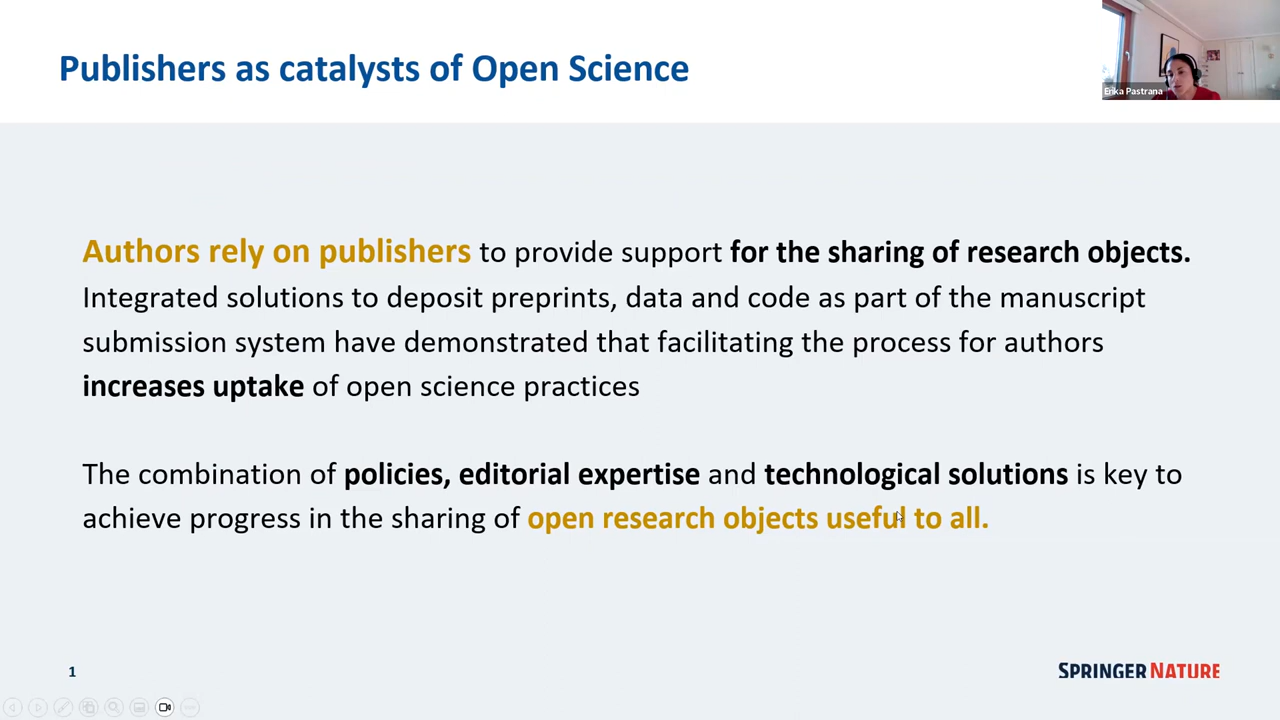 Publishers as catalysts of Open Science
Erika Pastrana
Authors rely on publishers to provide support for the sharing of research objects.
Integrated solutions to deposit preprints, data and code as part of the manuscript
submission system have demonstrated that facilitating the process for authors
increases uptake of open science practices
The combination of policies, editorial expertise and technological solutions is key to
achieve progress in the sharing of open research objects useful to all.
1
SPRINGER NATURE